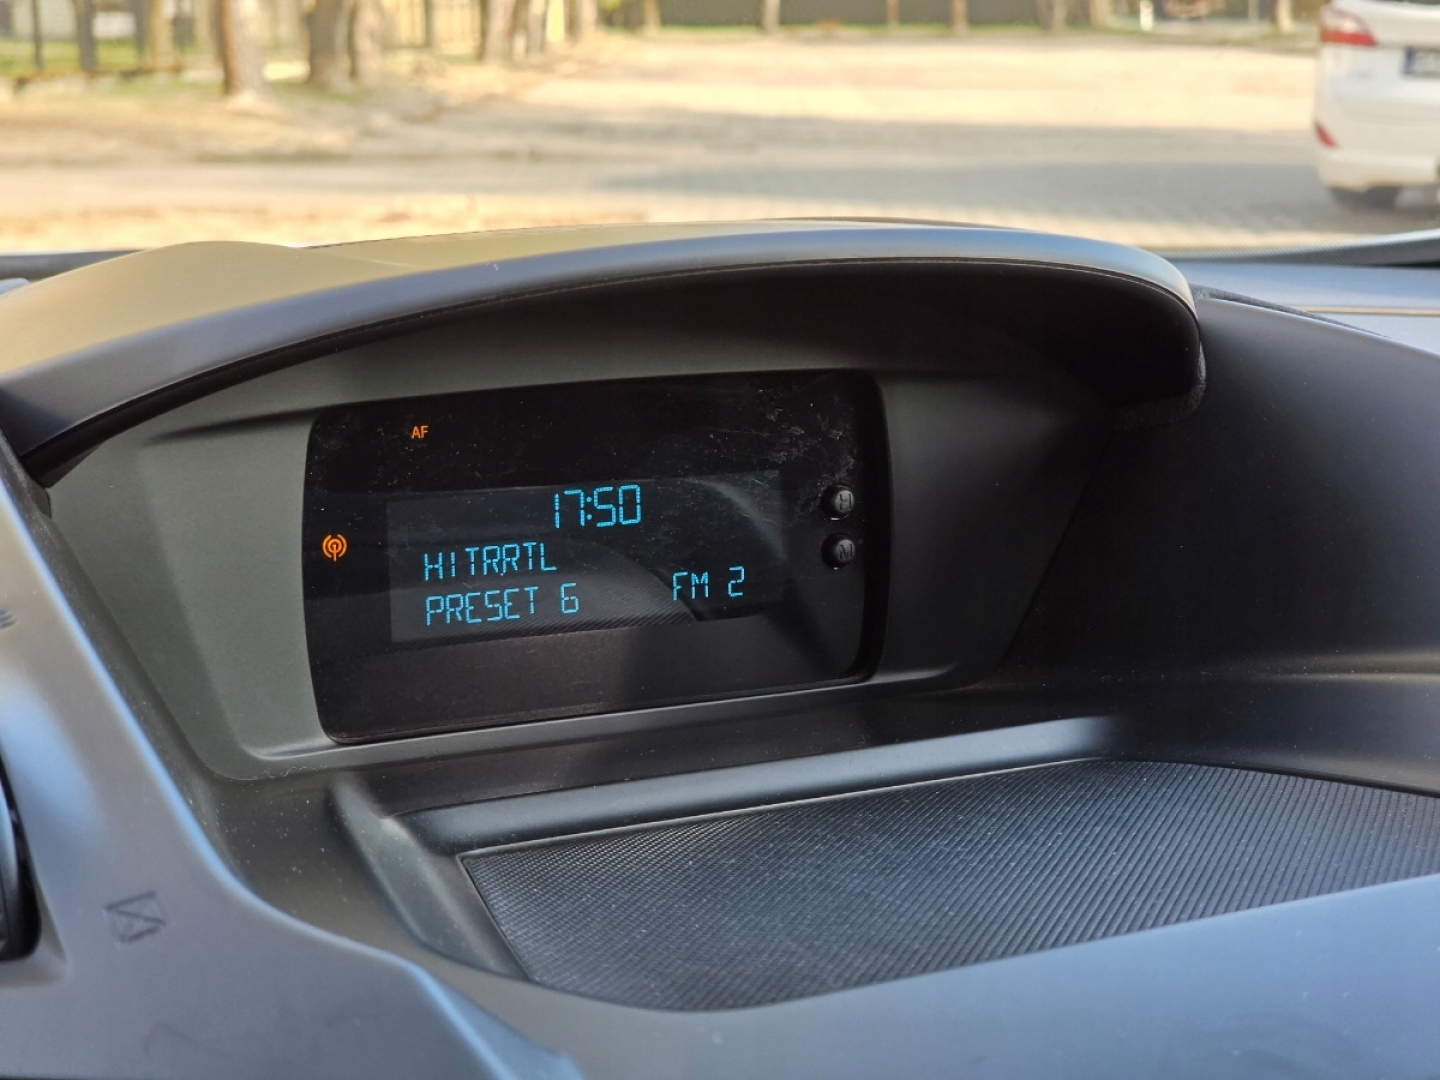 AF
17:50
HITRRTL
PRESET 6 FM 2
H
M